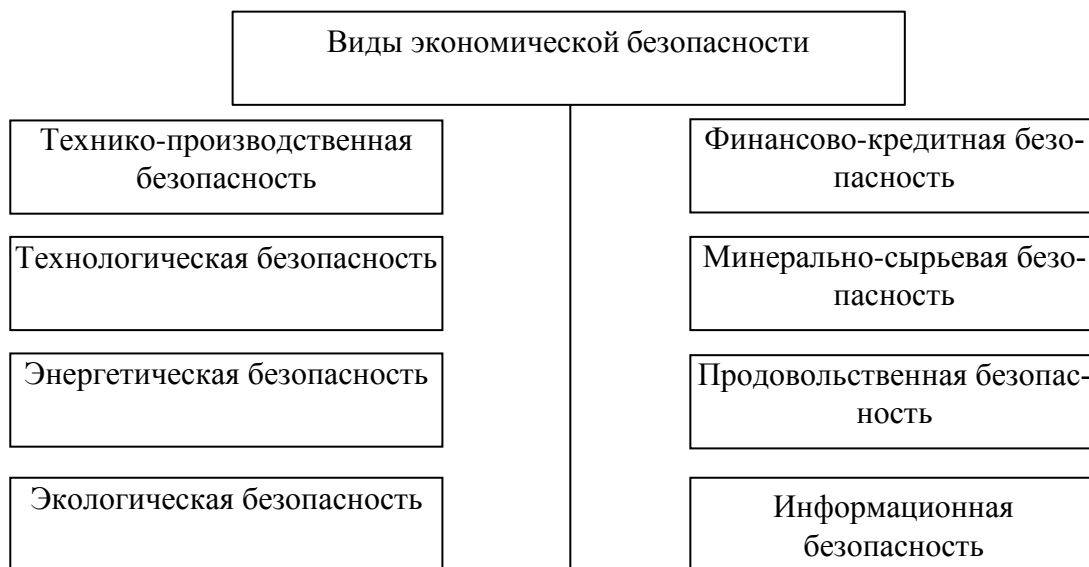 Виды экономической безопасности
Технико-производственная
безопасность
Финансово-кредитная безо-
пасность
Технологическая безопасность
Минерально-сырьевая безо-
пасность
Энергетическая безопасность
Продовольственная безопас-
ность
Экологическая безопасность
Информационная
безопасность